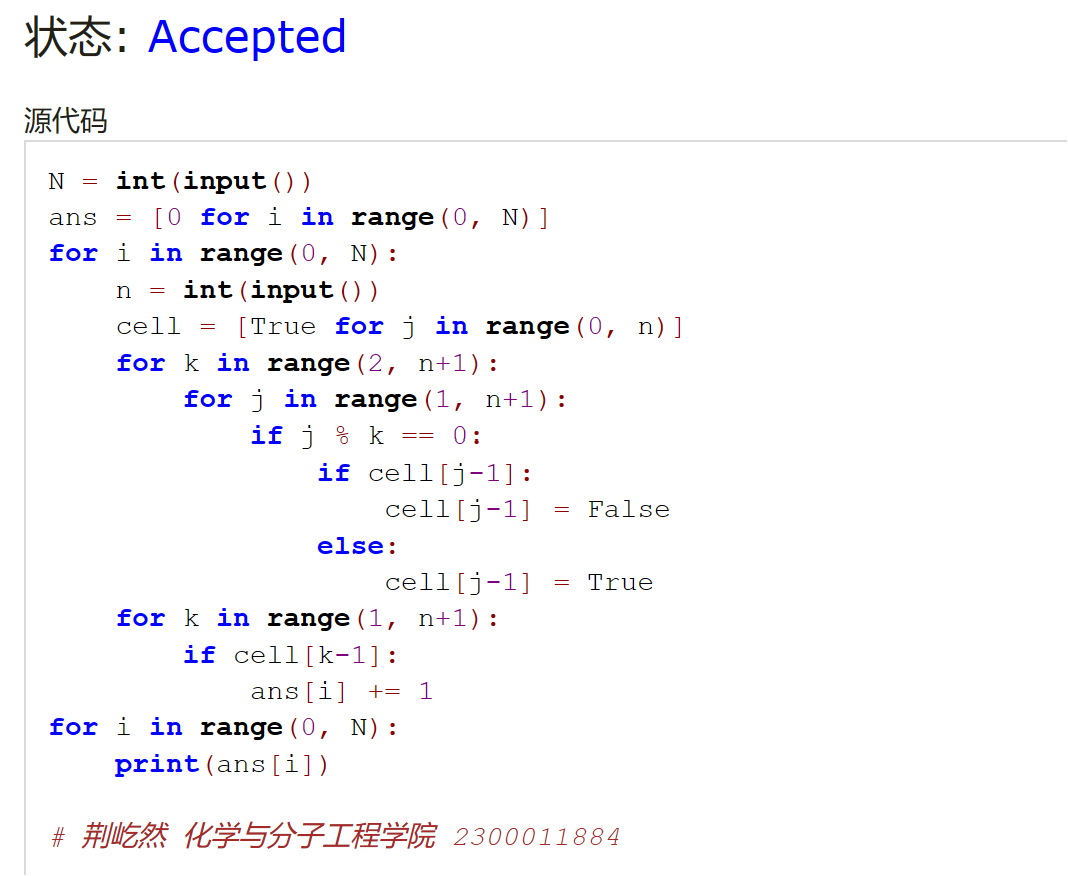 状态: Accepted
源代码
N = int(input())
ans = [0 for i in range(0, N)]
for i in range(0, N):
    n = int(input())
    cell = [True for j in range(0, n)]
    for k in range(2, n+1):
        for j in range(1, n+1):
            if j % k == 0:
                if cell[j-1]:
                    cell[j-1] = False
                else:
                    cell[j-1] = True
    for k in range(1, n+1):
        if cell[k-1]:
            ans[i] += 1
for i in range(0, N):
    print(ans[i])
# 荆屹然 化学与分子工程学院 2300011884